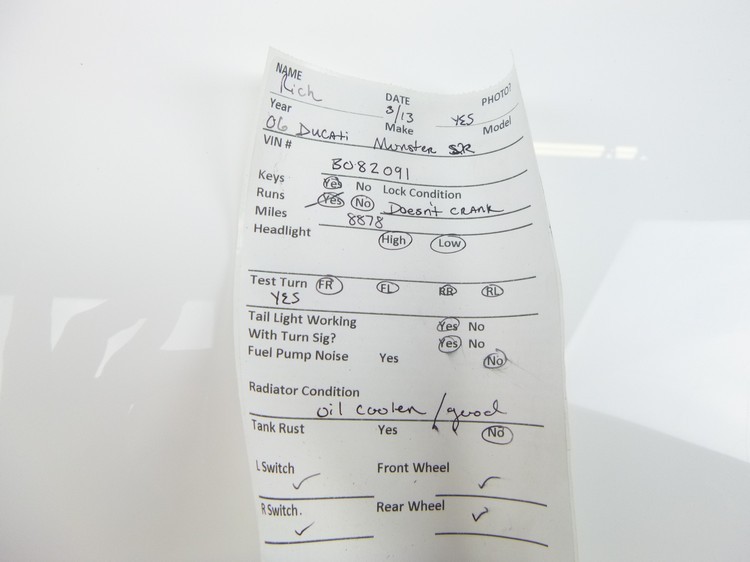 NAME DATE PHOTO?
Rich 3/13 YES
Year Make Model
06 Ducati Monster S2R
VIN #
B082091
Keys Yes No Lock Condition
Runs Yes No Doesn't crank
Miles 8878
Headlight High Low
Test Turn FR FL RR RL
YES
Tail Light Working Yes No
With Turn Sig? Yes No
Fuel Pump Noise Yes No
Radiator Condition
oil cooler / good
Tank Rust Yes No
L Switch ✓ Front Wheel ✓
R Switch. ✓ Rear Wheel ✓